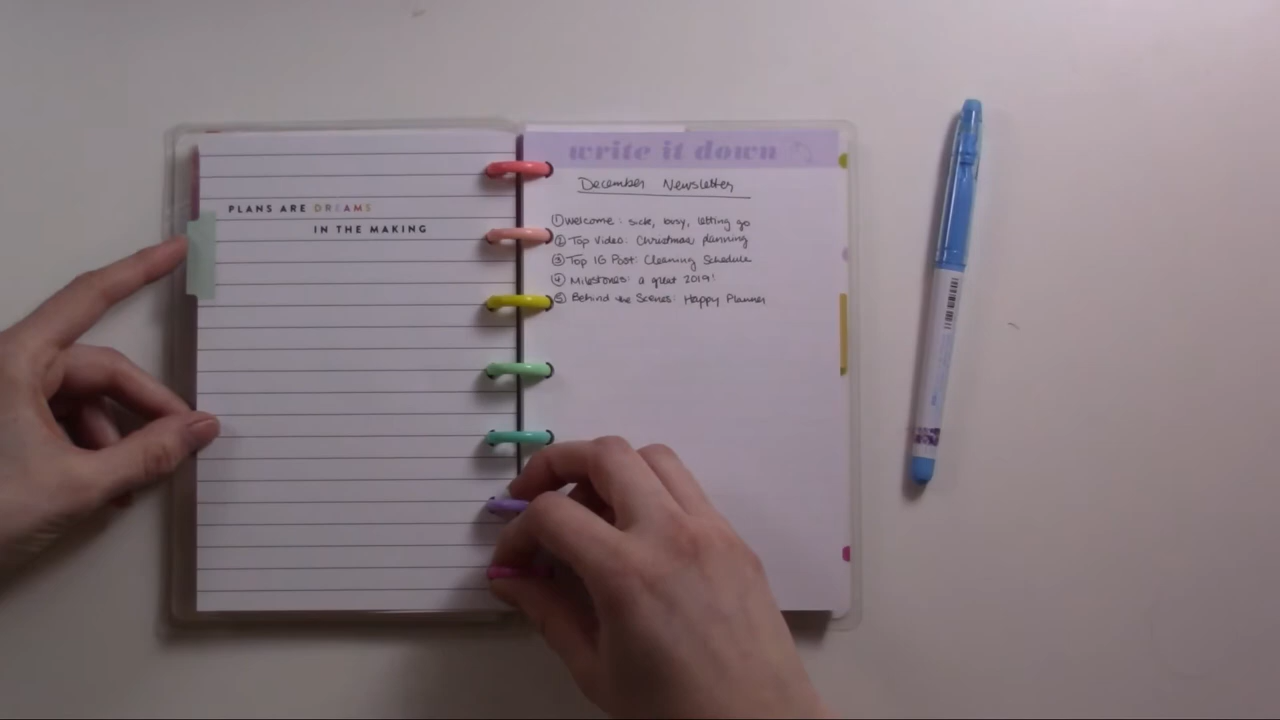 PLANS ARE DREAMS
IN THE MAKING
write it down
December Newsletter
① Welcome: sick, busy, letting go
② Top Video: Christmas planning
③ Top IG Post: Cleaning Schedule
④ Milestones: a great 2019!
⑤ Behind the Scenes: Happy Planner